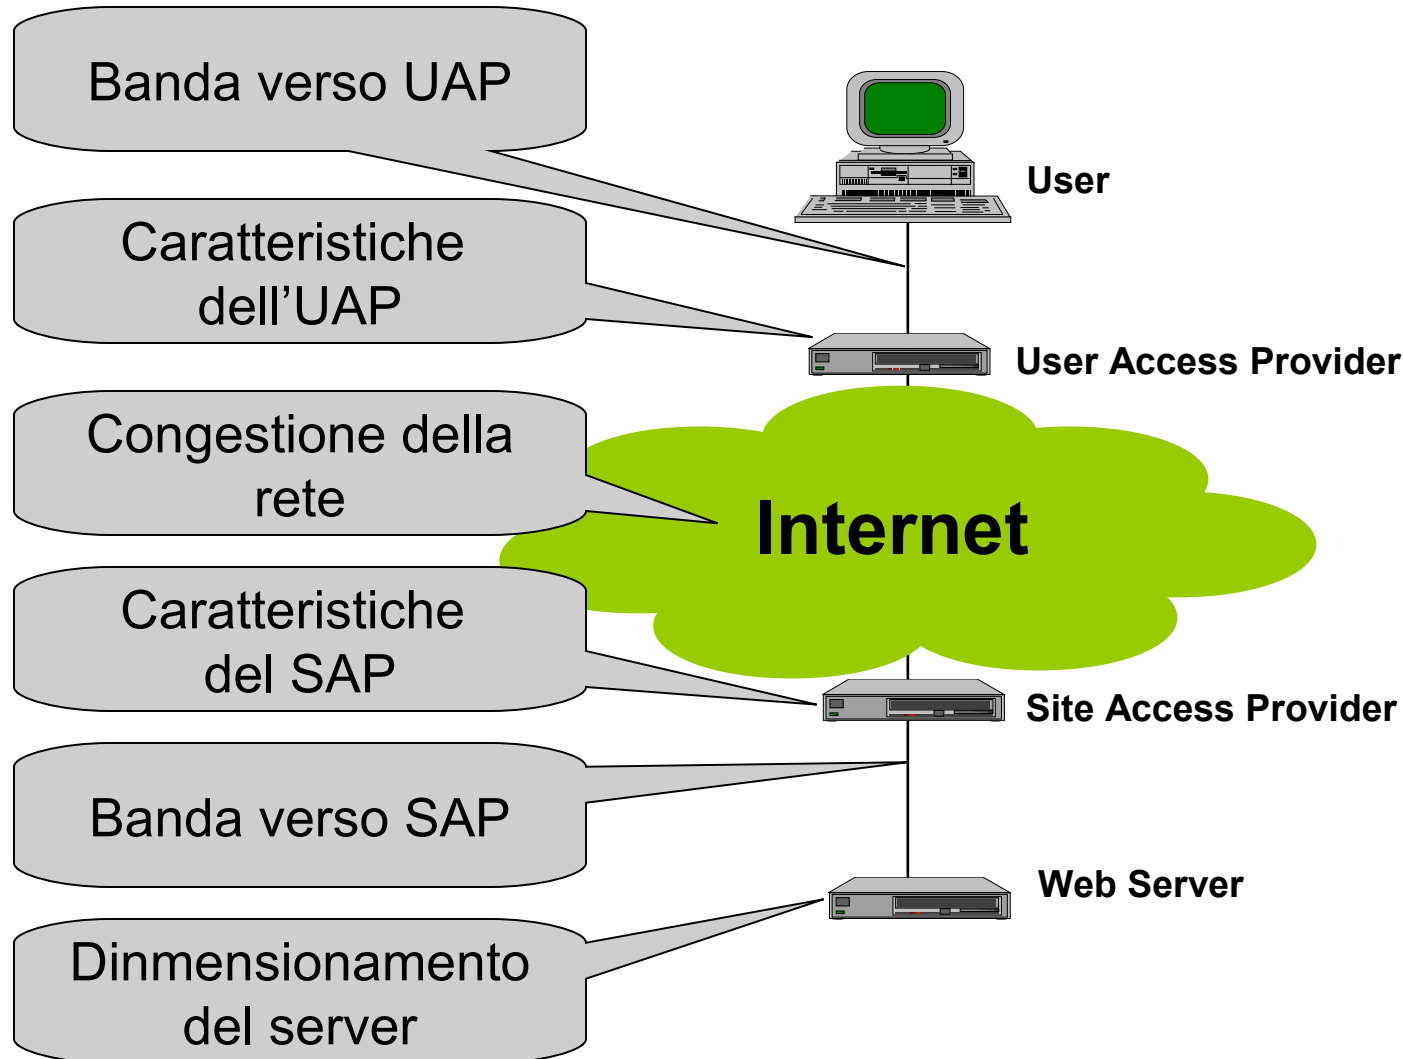 Banda verso UAP
User
Caratteristiche
dell’UAP
User Access Provider
Congestione della
rete
Internet
Caratteristiche
del SAP
Site Access Provider
Banda verso SAP
Web Server
Dinmensionamento
del server